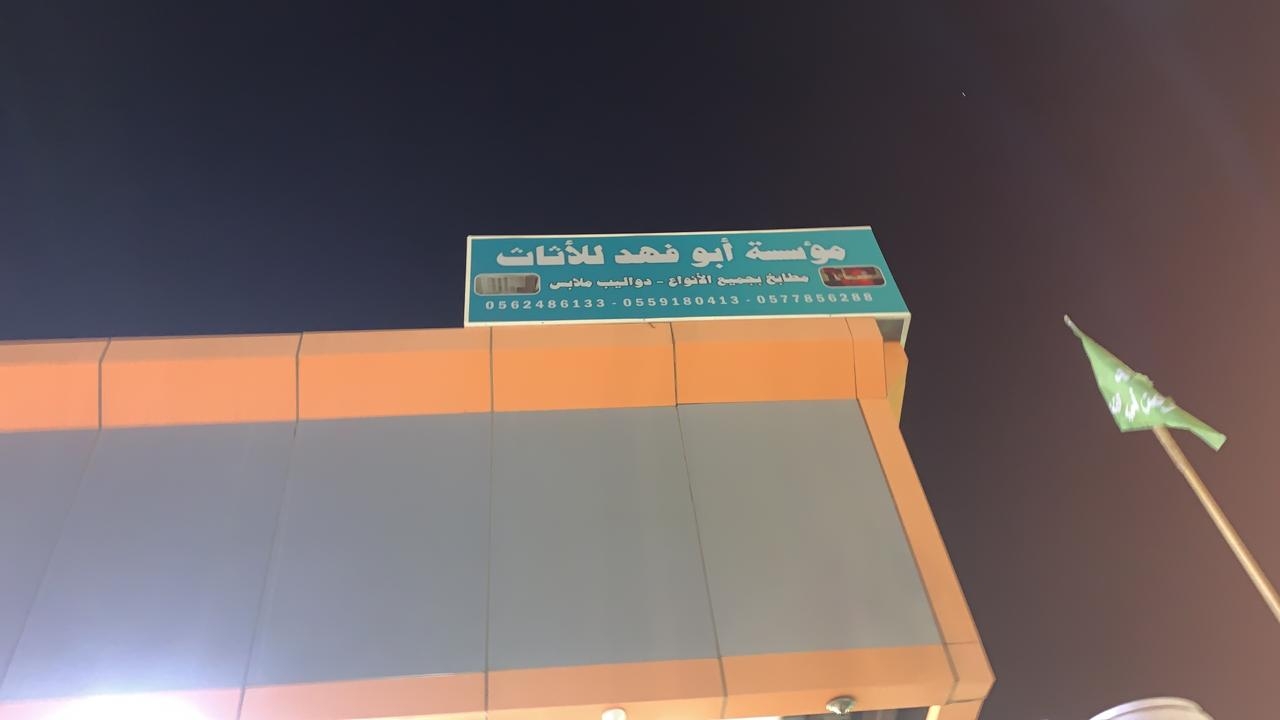 مؤسسة أبو فهد للأثاث
مطابخ بجميع الأنواع - دواليب ملابس
0562486133 - 0559180413 - 0577856288